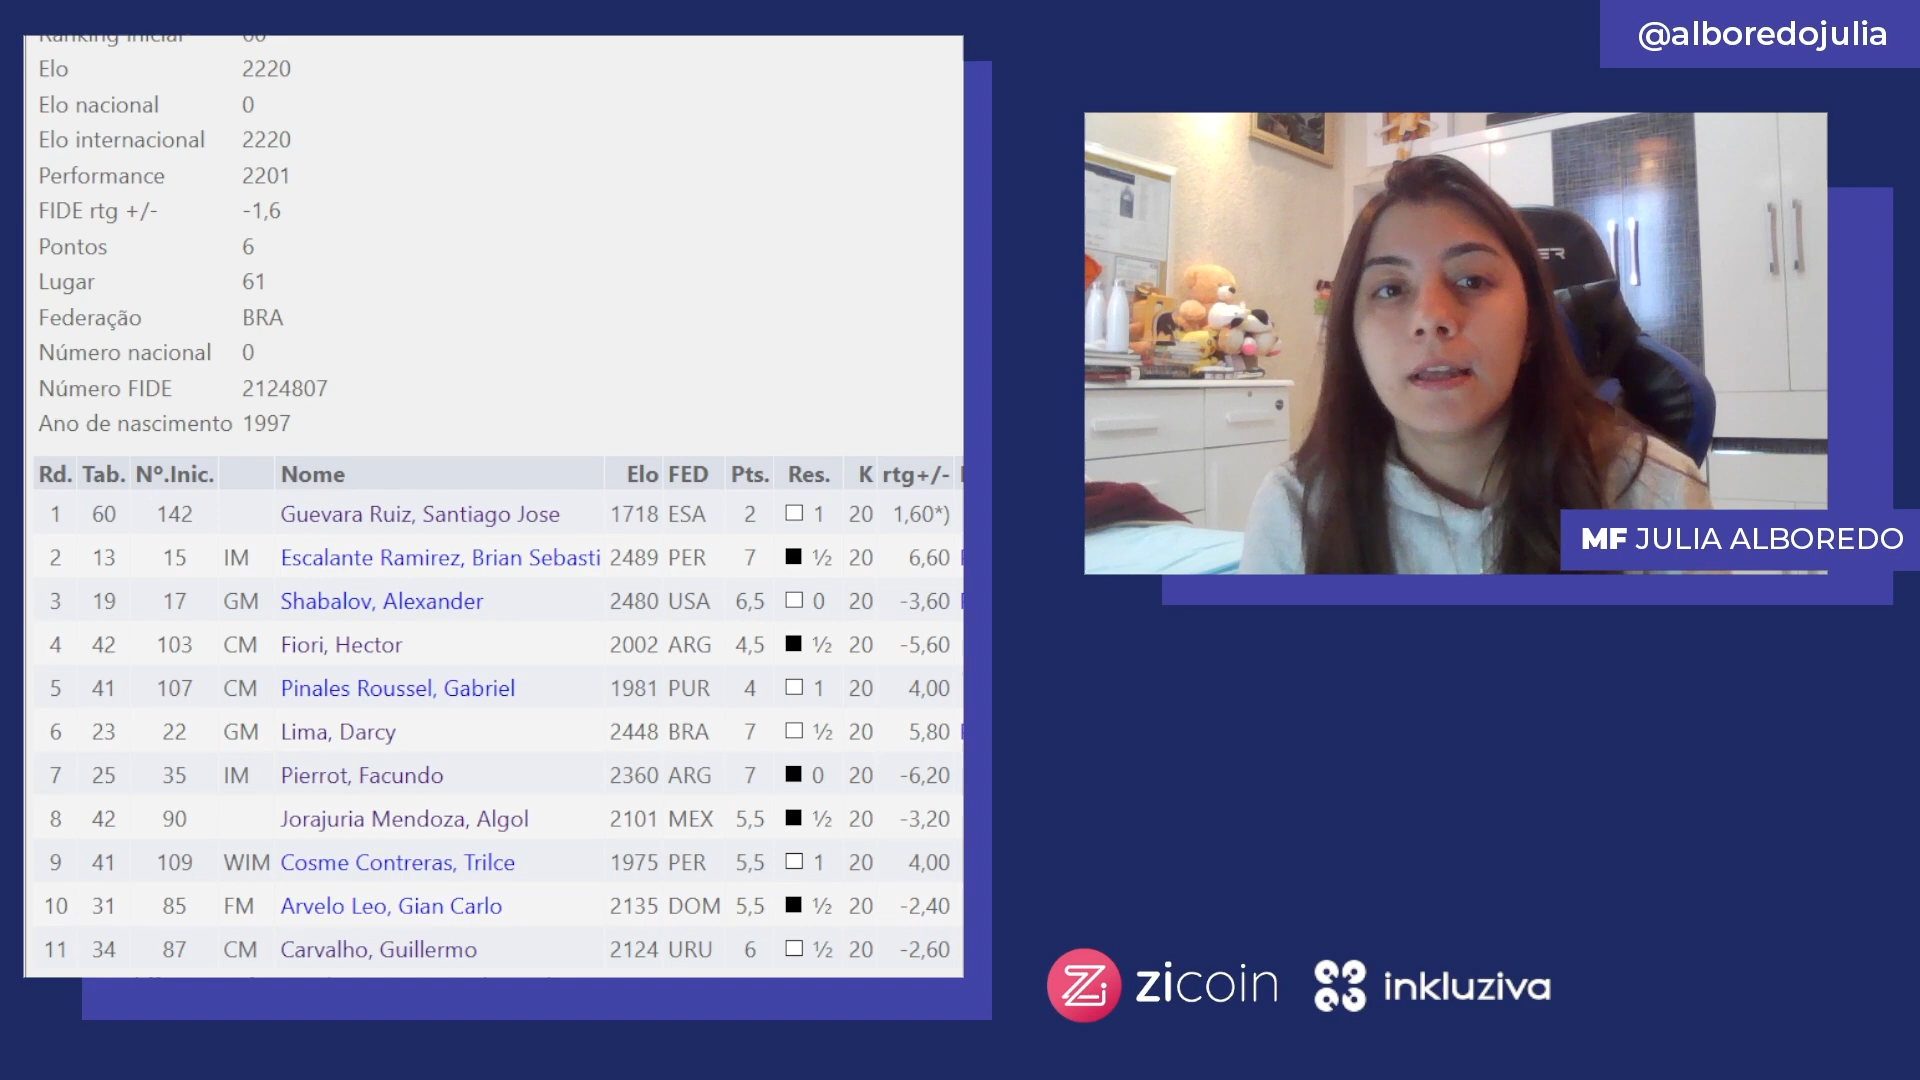 Ranking inicial 60
Elo 2220
Elo nacional 0
Elo internacional 2220
Performance 2201
FIDE rtg +/- -1,6
Pontos 6
Lugar 61
Federação BRA
Número nacional 0
Número FIDE 2124807
Ano de nascimento 1997
Rd. Tab. Nº.Inic. Nome Elo FED Pts. Res. K rtg+/-
1 60 142 Guevara Ruiz, Santiago Jose 1718 ESA 2 □ 1 20 1,60*)
2 13 15 IM Escalante Ramirez, Brian Sebasti 2489 PER 7 ■ ½ 20 6,60
3 19 17 GM Shabalov, Alexander 2480 USA 6,5 □ 0 20 -3,60
4 42 103 CM Fiori, Hector 2002 ARG 4,5 ■ ½ 20 -5,60
5 41 107 CM Pinales Roussel, Gabriel 1981 PUR 4 □ 1 20 4,00
6 23 22 GM Lima, Darcy 2448 BRA 7 □ ½ 20 5,80
7 25 35 IM Pierrot, Facundo 2360 ARG 7 ■ 0 20 -6,20
8 42 90 Jorajuria Mendoza, Algol 2101 MEX 5,5 ■ ½ 20 -3,20
9 41 109 WIM Cosme Contreras, Trilce 1975 PER 5,5 □ 1 20 4,00
10 31 85 FM Arvelo Leo, Gian Carlo 2135 DOM 5,5 ■ ½ 20 -2,40
11 34 87 CM Carvalho, Guillermo 2124 URU 6 □ ½ 20 -2,60
@alboredojulia
MF JULIA ALBOREDO
zicoin
inkluziva